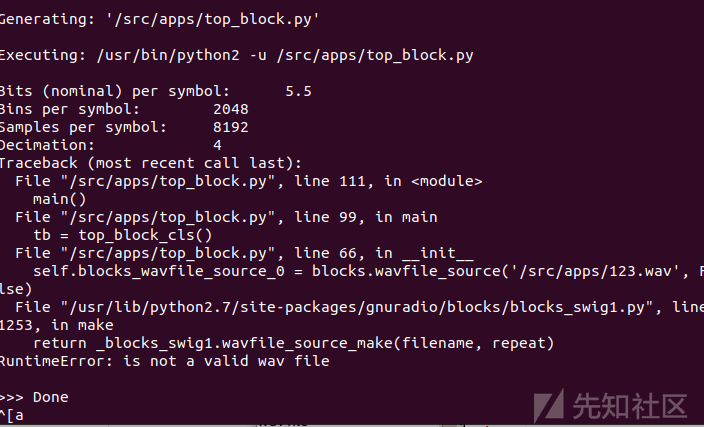 Generating: '/src/apps/top_block.py'
Executing: /usr/bin/python2 -u /src/apps/top_block.py
Bits (nominal) per symbol:      5.5
Bins per symbol:        2048
Samples per symbol:     8192
Decimation:             4
Traceback (most recent call last):
  File "/src/apps/top_block.py", line 111, in <module>
    main()
  File "/src/apps/top_block.py", line 99, in main
    tb = top_block_cls()
  File "/src/apps/top_block.py", line 66, in __init__
    self.blocks_wavfile_source_0 = blocks.wavfile_source('/src/apps/123.wav', F
lse)
  File "/usr/lib/python2.7/site-packages/gnuradio/blocks/blocks_swig1.py", line
1253, in make
    return _blocks_swig1.wavfile_source_make(filename, repeat)
RuntimeError: is not a valid wav file
>>> Done
^[a
先知社区